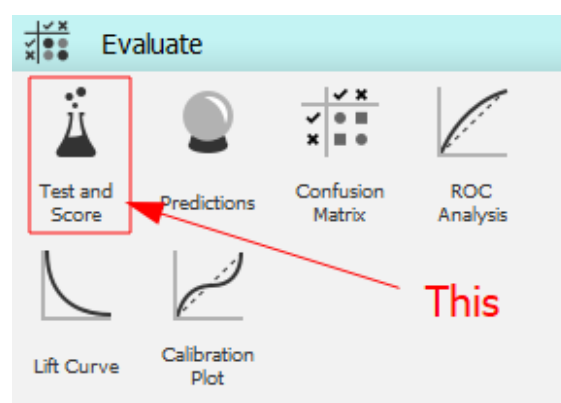 Evaluate
Test and
Score
Predictions
Confusion
Matrix
ROC
Analysis
This
Lift Curve
Calibration
Plot